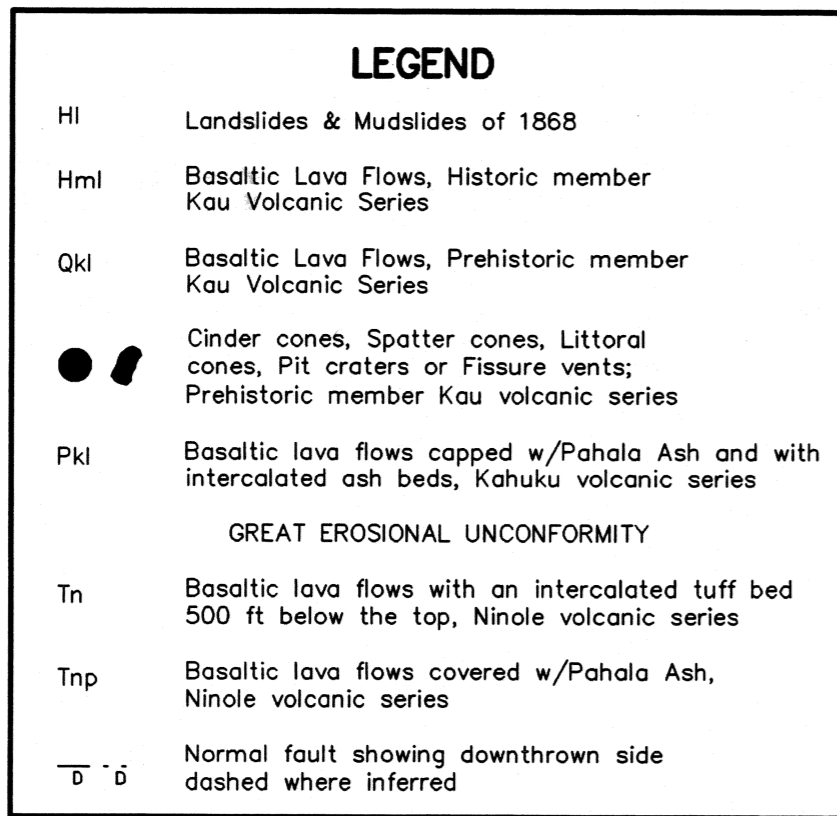 LEGEND
Hl Landslides & Mudslides of 1868
Hml Basaltic Lava Flows, Historic member
Kau Volcanic Series
Qkl Basaltic Lava Flows, Prehistoric member
Kau Volcanic Series
Cinder cones, Spatter cones, Littoral
cones, Pit craters or Fissure vents;
Prehistoric member Kau volcanic series
Pkl Basaltic lava flows capped w/Pahala Ash and with
intercalated ash beds, Kahuku volcanic series
GREAT EROSIONAL UNCONFORMITY
Tn Basaltic lava flows with an intercalated tuff bed
500 ft below the top, Ninole volcanic series
Tnp Basaltic lava flows covered w/Pahala Ash,
Ninole volcanic series
D D Normal fault showing downthrown side
dashed where inferred